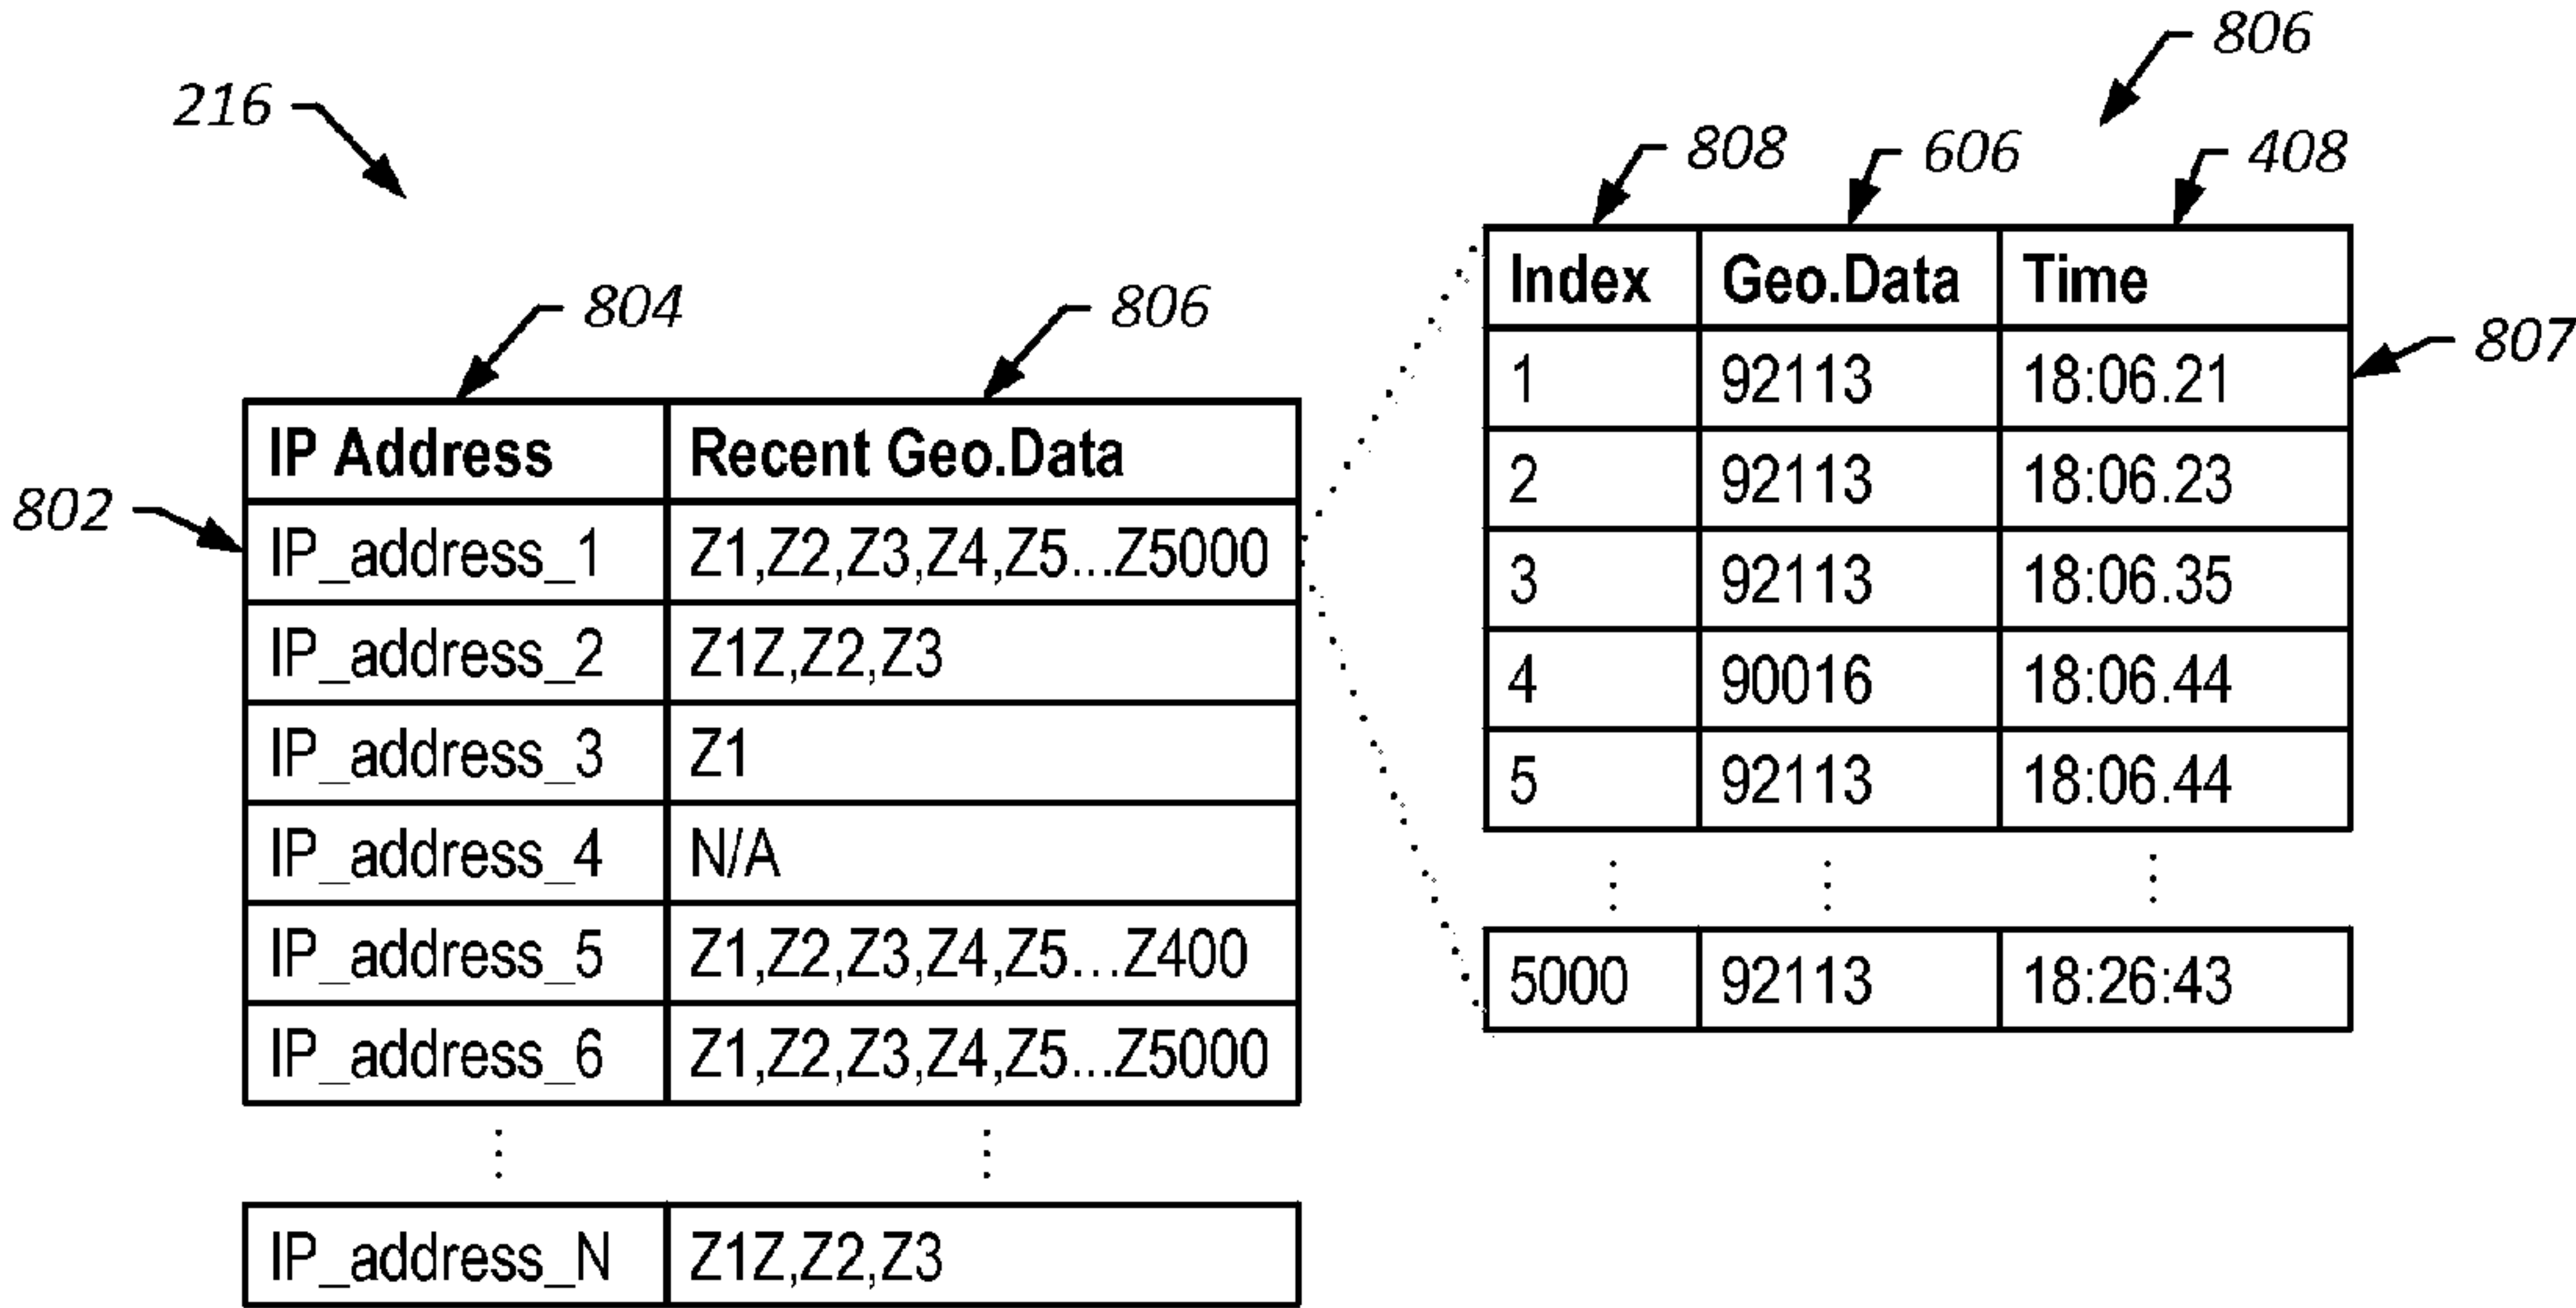 806
216
808 606 408
804 806
Index Geo.Data Time
1 92113 18:06.21
807
2 92113 18:06.23
3 92113 18:06.35
4 90016 18:06.44
5 92113 18:06.44
5000 92113 18:26:43
IP Address Recent Geo.Data
802
IP_address_1 Z1,Z2,Z3,Z4,Z5...Z5000
IP_address_2 Z1Z,Z2,Z3
IP_address_3 Z1
IP_address_4 N/A
IP_address_5 Z1,Z2,Z3,Z4,Z5...Z400
IP_address_6 Z1,Z2,Z3,Z4,Z5...Z5000
IP_address_N Z1Z,Z2,Z3